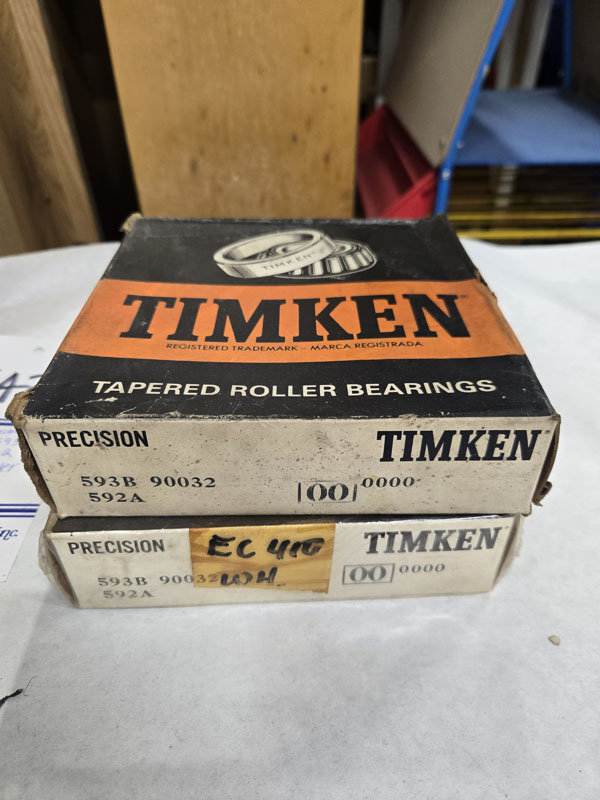 TIMKEN
TIMKEN
REGISTERED TRADEMARK - MARCA REGISTRADA
TAPERED ROLLER BEARINGS
PRECISION TIMKEN
593B 90032 00 0000
592A
PRECISION EC 410 TIMKEN
593B 90032 WH 00 0000
592A
Inc.